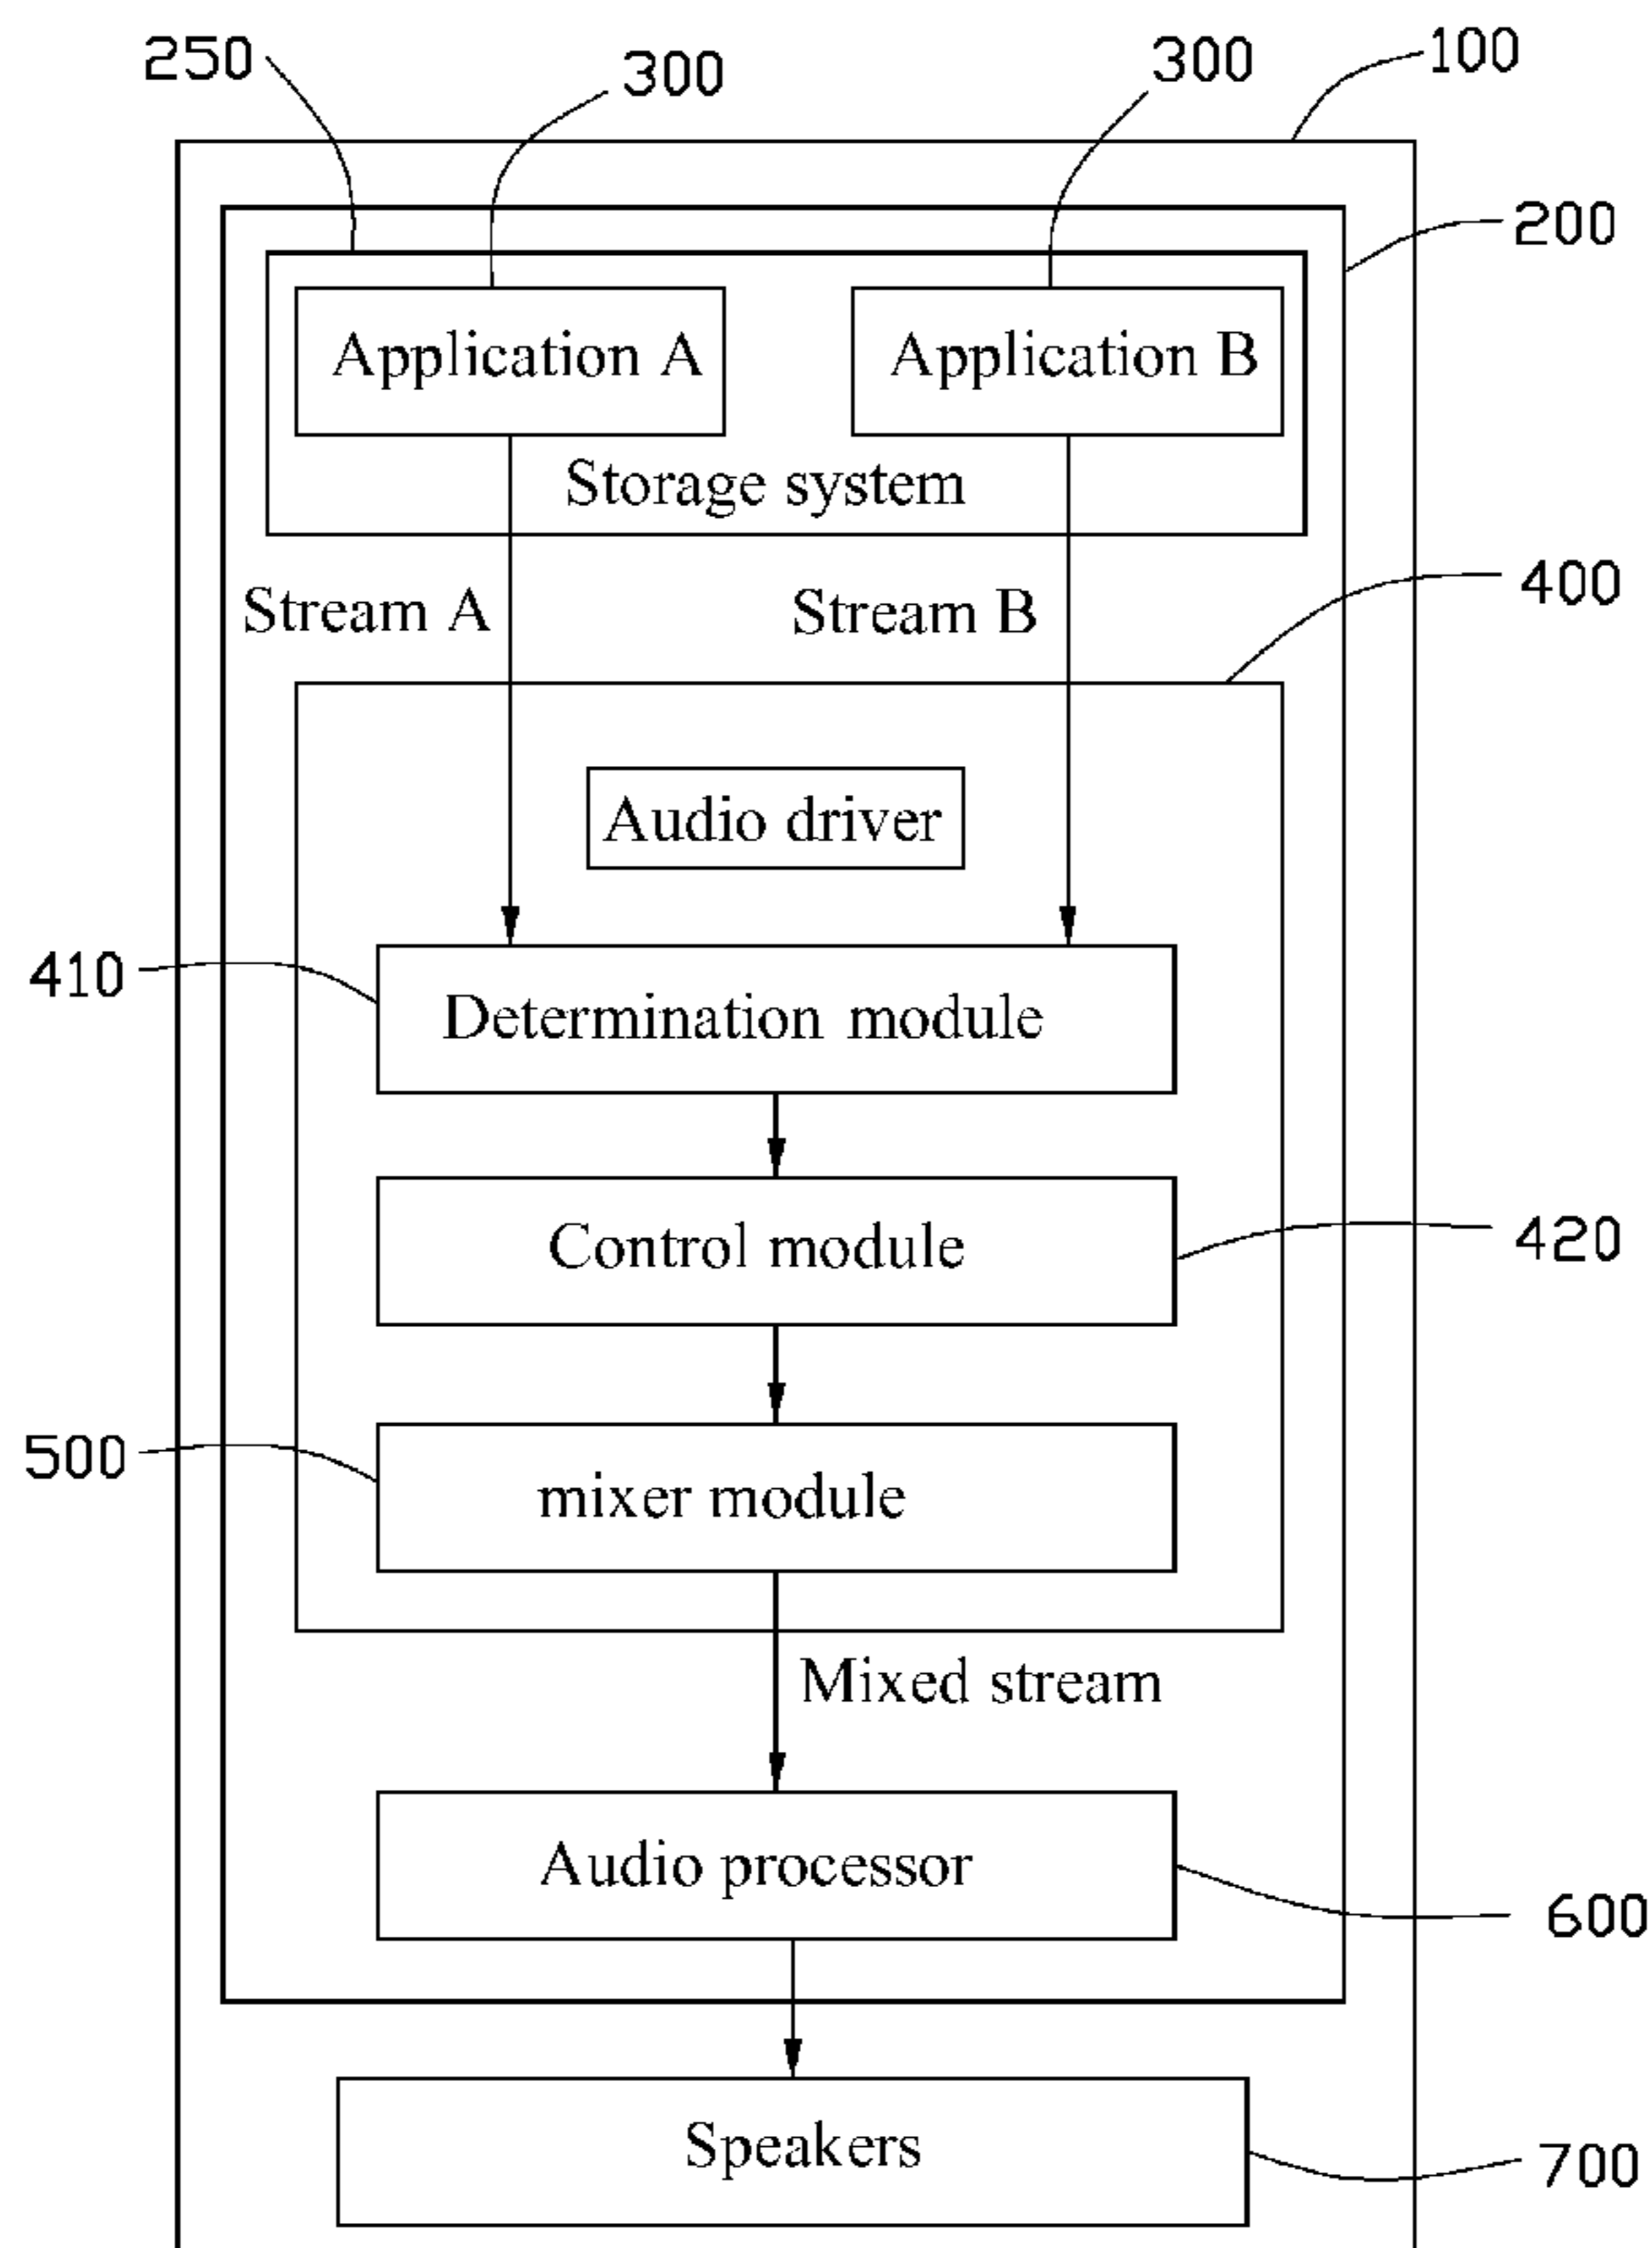 250
300
300
100
200
Application A
Application B
Storage system
400
Stream A
Stream B
Audio driver
410
Determination module
Control module
420
500
mixer module
Mixed stream
Audio processor
600
Speakers
700